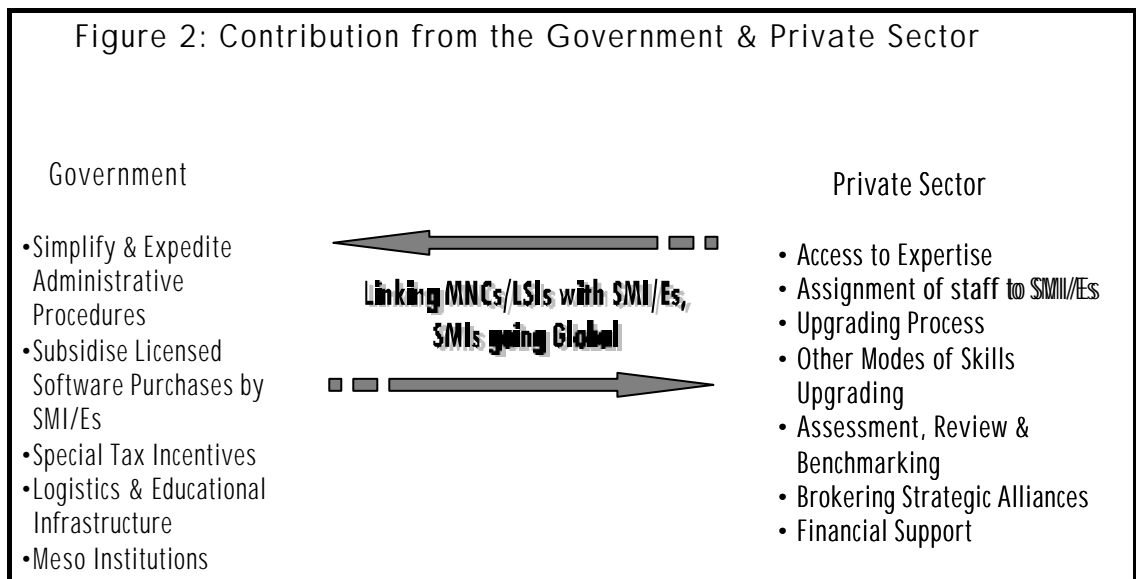 Figure 2: Contribution from the Government & Private Sector
Government
•Simplify & Expedite
Administrative
Procedures
•Subsidise Licensed
Software Purchases by
SMI/Es
•Special Tax Incentives
•Logistics & Educational
Infrastructure
•Meso Institutions
Linking MNCs/LSIs with SMI/Es,
SMIs going Global
Private Sector
• Access to Expertise
• Assignment of staff to SMI/Es
• Upgrading Process
• Other Modes of Skills
Upgrading
• Assessment, Review &
Benchmarking
• Brokering Strategic Alliances
• Financial Support